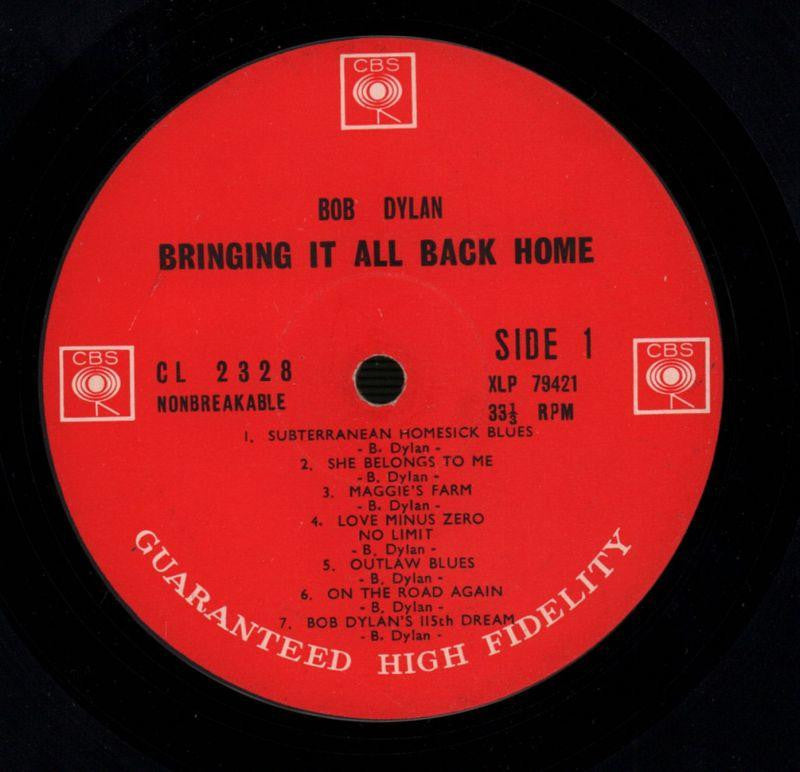 CBS
BOB DYLAN
BRINGING IT ALL BACK HOME
CBS
CL 2328
NONBREAKABLE
SIDE 1
XLP 79421
33⅓ RPM
CBS
1. SUBTERRANEAN HOMESICK BLUES
- B. Dylan -
2. SHE BELONGS TO ME
- B. Dylan -
3. MAGGIE'S FARM
- B. Dylan -
4. LOVE MINUS ZERO
NO LIMIT
- B. Dylan -
5. OUTLAW BLUES
- B. Dylan -
6. ON THE ROAD AGAIN
- B. Dylan -
7. BOB DYLAN'S 115th DREAM
- B. Dylan -
GUARANTEED HIGH FIDELITY